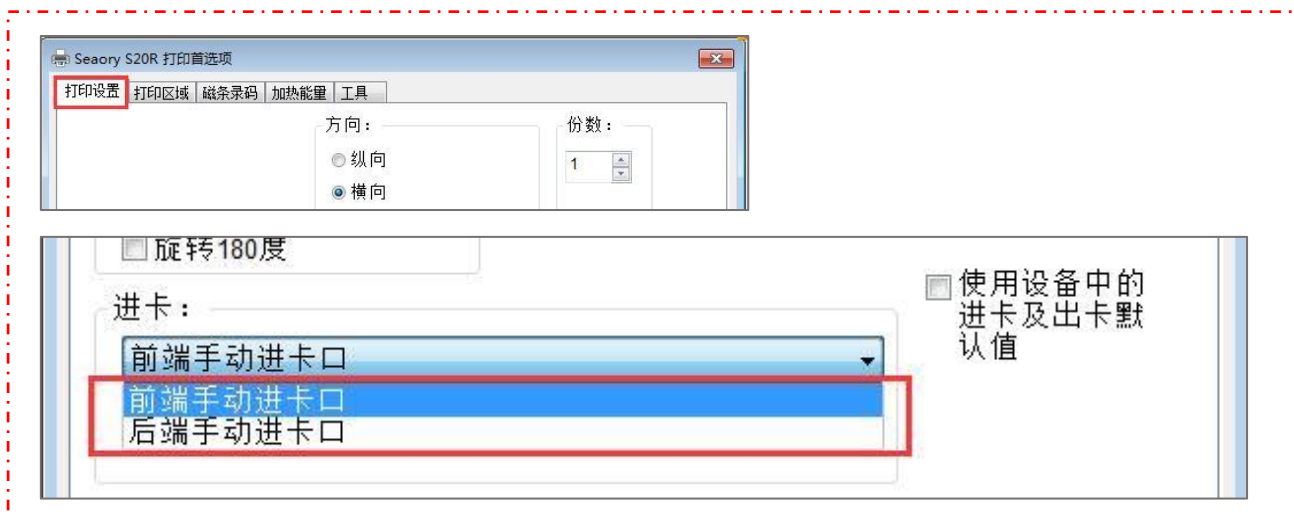 Seaory S20R 打印首选项
打印设置 打印区域 磁条录码 加热能量 工具
方向： 份数：
纵向 1
横向
旋转180度
使用设备中的
进卡及出卡默
认值
进卡：
前端手动进卡口
前端手动进卡口
后端手动进卡口